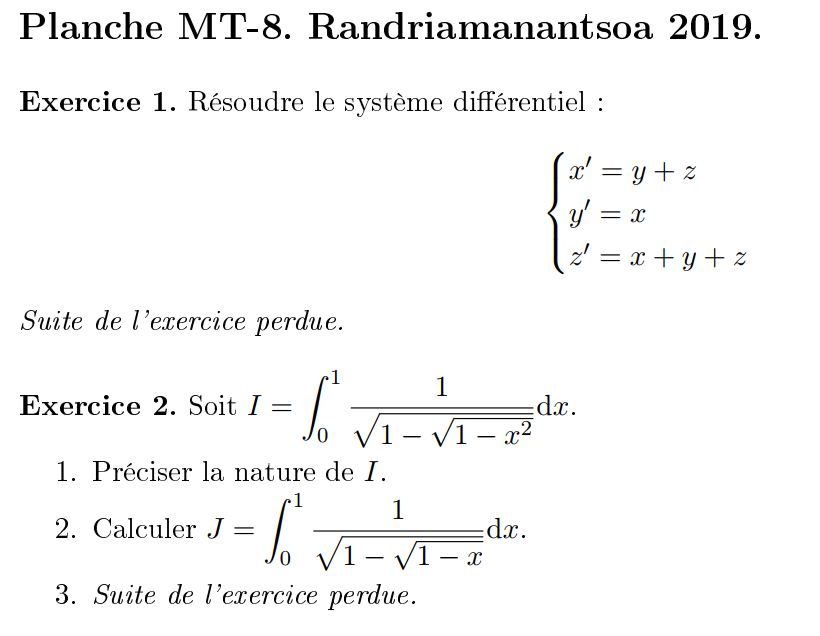 Planche MT-8. Randriamanantsoa 2019.
Exercice 1. Résoudre le système différentiel :
$\begin{cases} x' = y + z \\ y' = x \\ z' = x + y + z \end{cases}$
Suite de l'exercice perdue.
Exercice 2. Soit $I = \int_0^1 \frac{1}{\sqrt{1 - \sqrt{1 - x^2}}} \mathrm{d}x$.
1. Préciser la nature de $I$.
2. Calculer $J = \int_0^1 \frac{1}{\sqrt{1 - \sqrt{1 - x}}} \mathrm{d}x$.
3. Suite de l'exercice perdue.